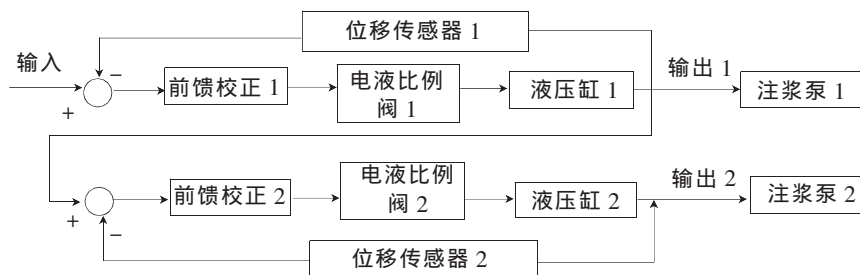 位移传感器 1
输入
−
+
前馈校正 1
电液比例
阀 1
液压缸 1
输出 1
注浆泵 1
+
−
前馈校正 2
电液比例
阀 2
液压缸 2
输出 2
注浆泵 2
位移传感器 2